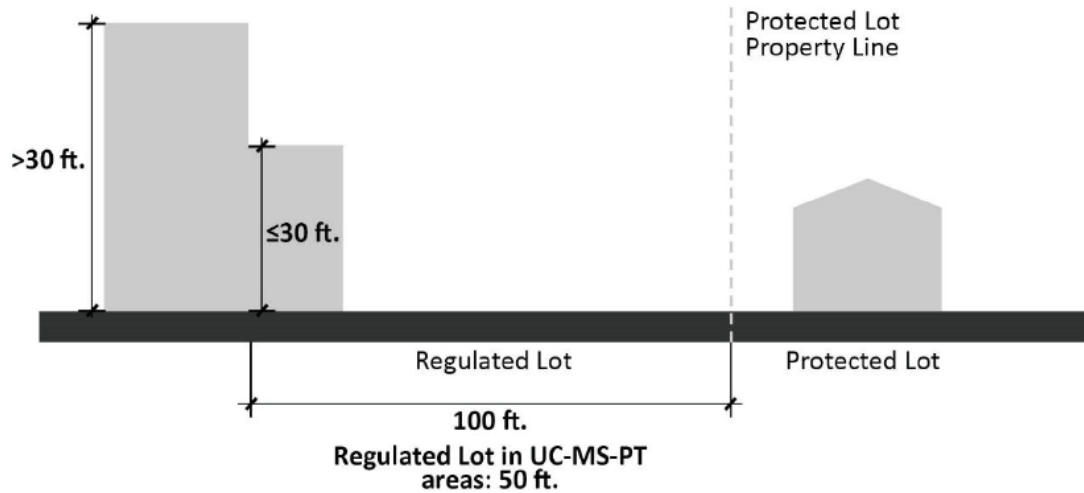 Protected Lot
Property Line
>30 ft.
≤30 ft.
Regulated Lot
Protected Lot
100 ft.
Regulated Lot in UC-MS-PT
areas: 50 ft.